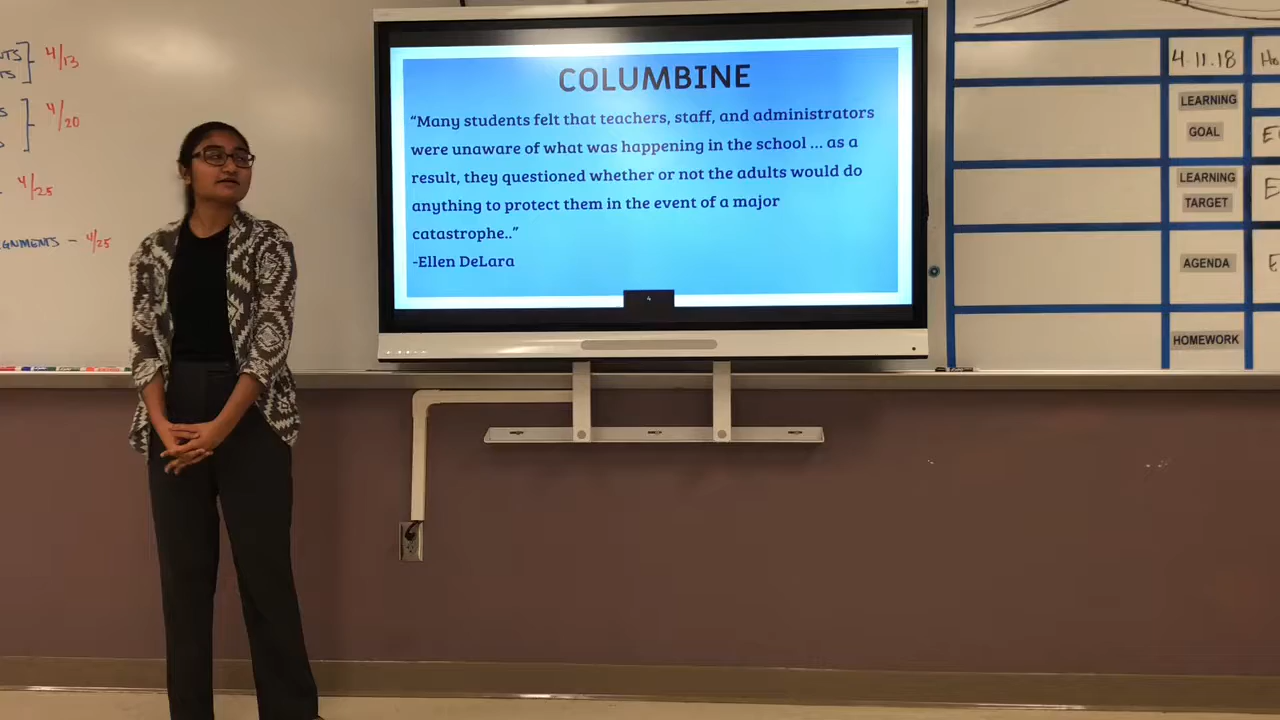 4/13
4/20
4/25
GNMENTS - 4/25
COLUMBINE
“Many students felt that teachers, staff, and administrators
were unaware of what was happening in the school ... as a
result, they questioned whether or not the adults would do
anything to protect them in the event of a major
catastrophe..”
-Ellen DeLara
4
4.11.18
LEARNING
GOAL
LEARNING
TARGET
AGENDA
HOMEWORK